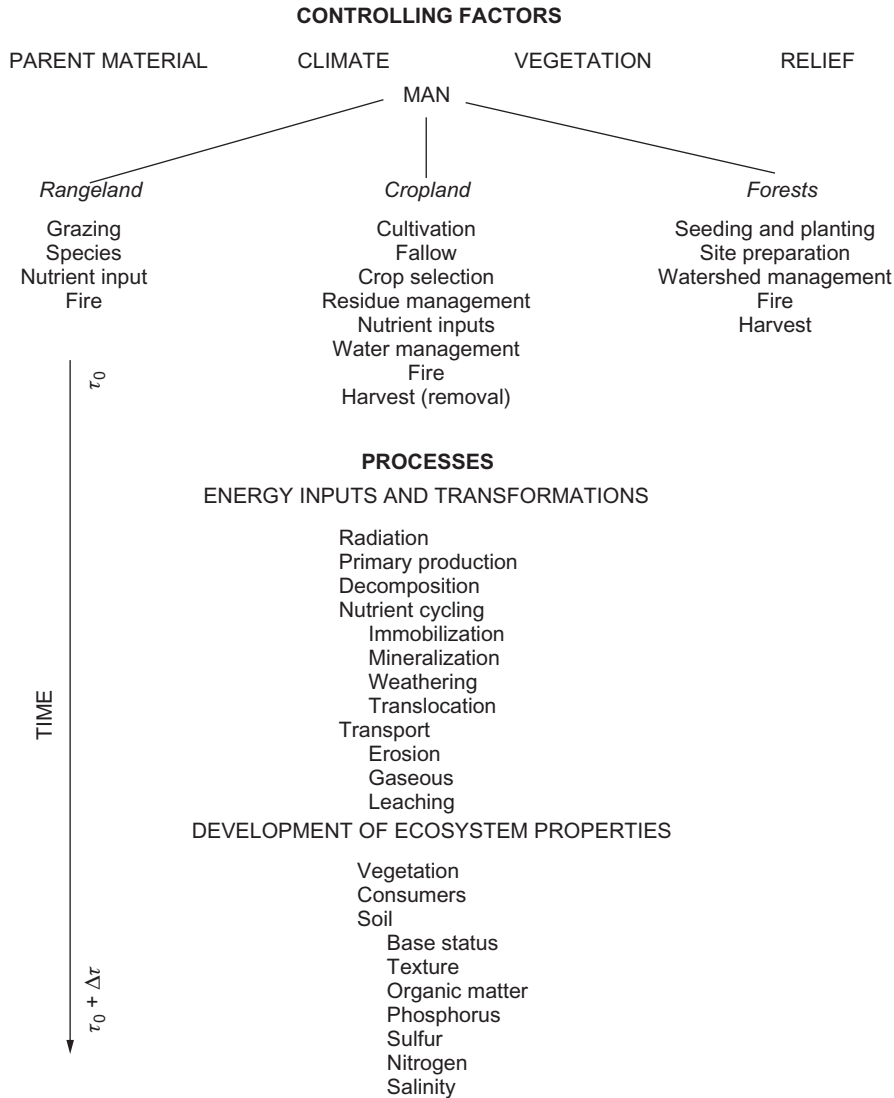 CONTROLLING FACTORS
PARENT MATERIAL CLIMATE VEGETATION RELIEF
MAN
Rangeland Cropland Forests
Grazing Cultivation Seeding and planting
Species Fallow Site preparation
Nutrient input Crop selection Watershed management
Fire Residue management Fire
Nutrient inputs Harvest
Water management
Fire
Harvest (removal)
τ0
PROCESSES
ENERGY INPUTS AND TRANSFORMATIONS
Radiation
Primary production
Decomposition
Nutrient cycling
Immobilization
Mineralization
Weathering
Translocation
Transport
Erosion
Gaseous
Leaching
TIME
DEVELOPMENT OF ECOSYSTEM PROPERTIES
Vegetation
Consumers
Soil
Base status
Texture
Organic matter
Phosphorus
Sulfur
Nitrogen
Salinity
τ0 + Δτ